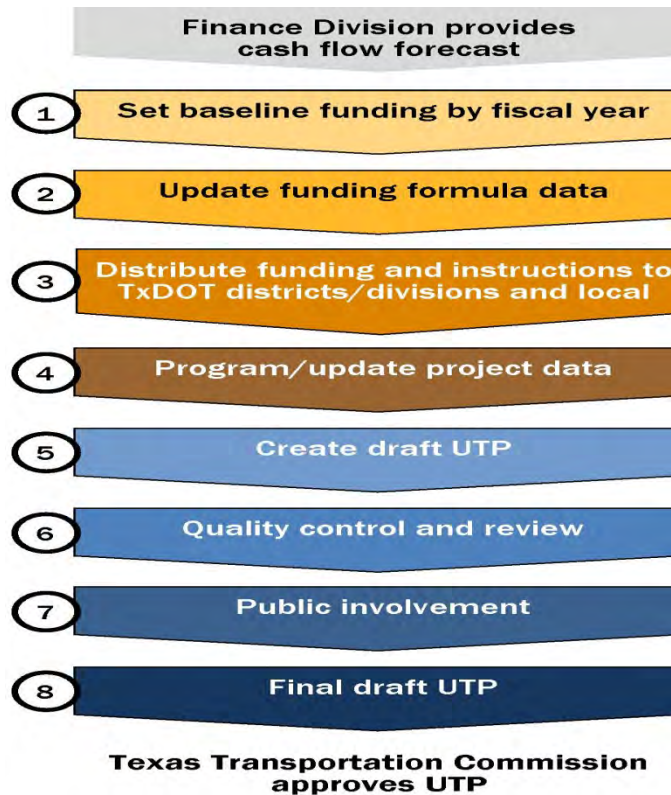 Finance Division provides
cash flow forecast
1 Set baseline funding by fiscal year
2 Update funding formula data
3 Distribute funding and instructions to
TxDOT districts/divisions and local
4 Program/update project data
5 Create draft UTP
6 Quality control and review
7 Public involvement
8 Final draft UTP
Texas Transportation Commission
approves UTP